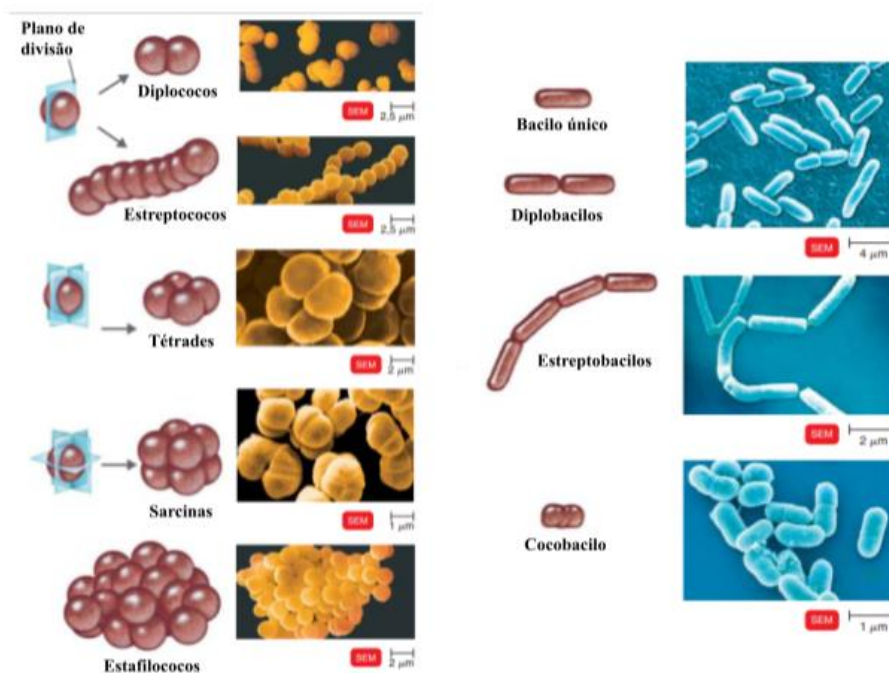 Plano de
divisão
Diplococos
SEM
2,5 μm
Estreptococos
SEM
2,5 μm
Tétrades
SEM
2 μm
Sarcinas
SEM
1 μm
Estafilococos
SEM
2 μm
Bacilo único
Diplobacilos
SEM
4 μm
Estreptobacilos
SEM
2 μm
Cocobacilo
SEM
1 μm